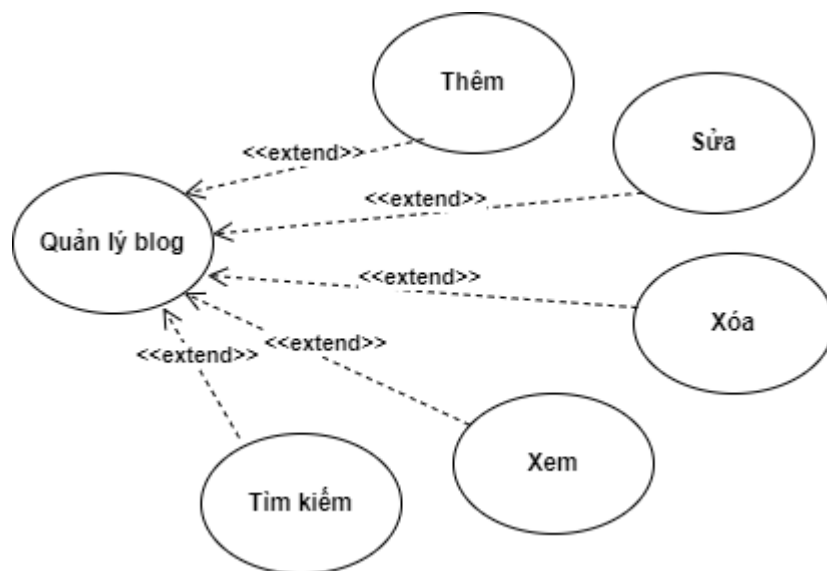 Thêm
Sửa
<<extend>>
<<extend>>
Quản lý blog
<<extend>>
Xóa
<<extend>>
<<extend>>
Xem
Tìm kiếm